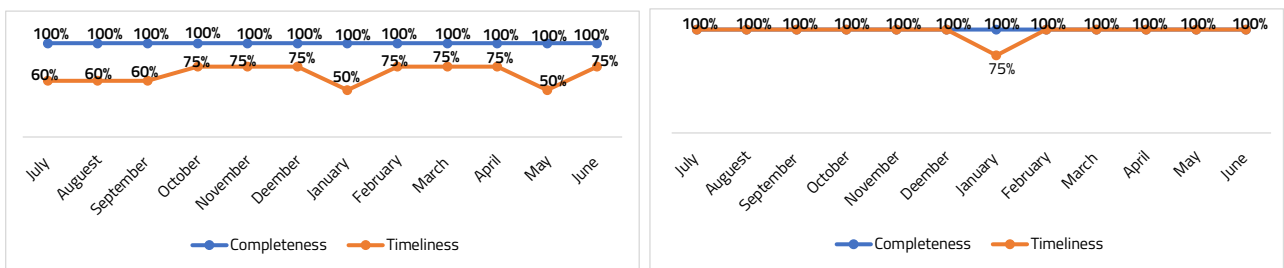 100% 100% 100% 100% 100% 100% 100% 100% 100% 100% 100% 100%
60% 60% 60% 75% 75% 75% 50% 75% 75% 75% 50% 75%
July Auguest September October November Deember January February March April May June
Completeness Timeliness
100% 100% 100% 100% 100% 100% 100% 100% 100% 100% 100% 100%
75%
July Auguest September October November Deember January February March April May June
Completeness Timeliness